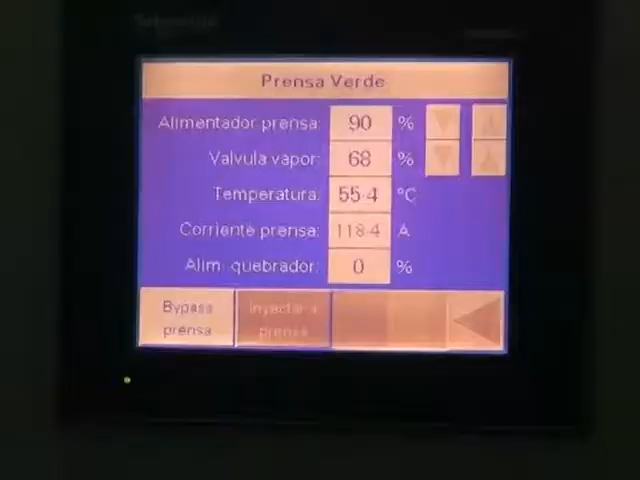 Schneider
Prensa Verde
Alimentador prensa: 90 %
Valvula vapor: 68 %
Temperatura: 55.4 °C
Corriente prensa: 118.4 A
Alim. quebrador: 0 %
Bypass prensa
Inyectar a prensa